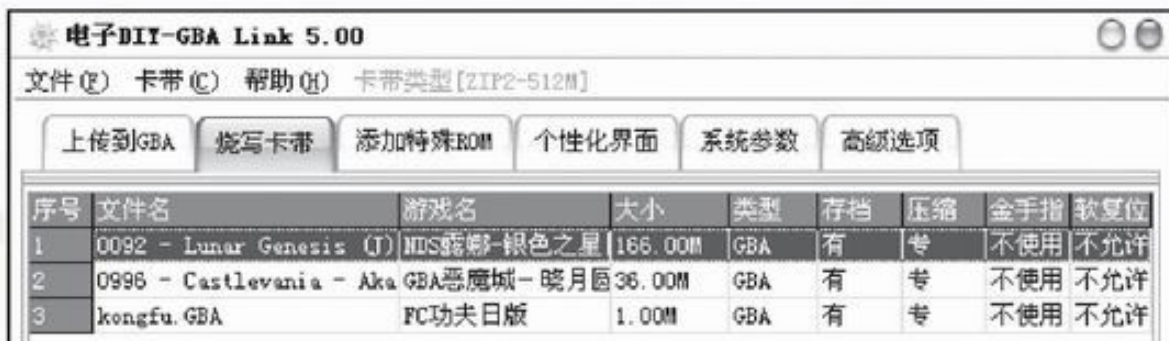 电子DIY-GBA Link 5.00
文件(F) 卡带(C) 帮助(H) 卡带类型[ZIP2-512M]
上传到GBA 烧写卡带 添加特殊ROM 个性化界面 系统参数 高级选项
序号 文件名 游戏名 大小 类型 存档 压缩 金手指 软复位
1 0092 - Lunar Genesis (J) NDS露娜-银色之星 166.00M GBA 有 专 不使用 不允许
2 0996 - Castlevania - Aka GBA恶魔城-晓月圆 36.00M GBA 有 专 不使用 不允许
3 kongfu.GBA FC功夫日版 1.00M GBA 有 专 不使用 不允许